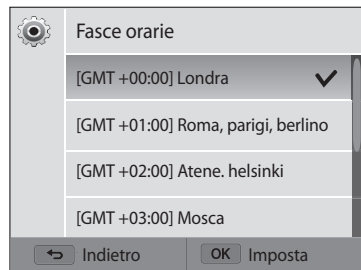 Fasce orarie
[GMT +00:00] Londra
[GMT +01:00] Roma, parigi, berlino
[GMT +02:00] Atene. helsinki
[GMT +03:00] Mosca
Indietro OK Imposta